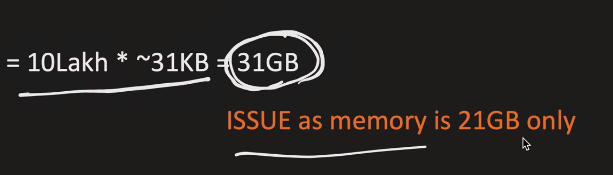 = 10Lakh * ~31KB = 31GB
ISSUE as memory is 21GB only